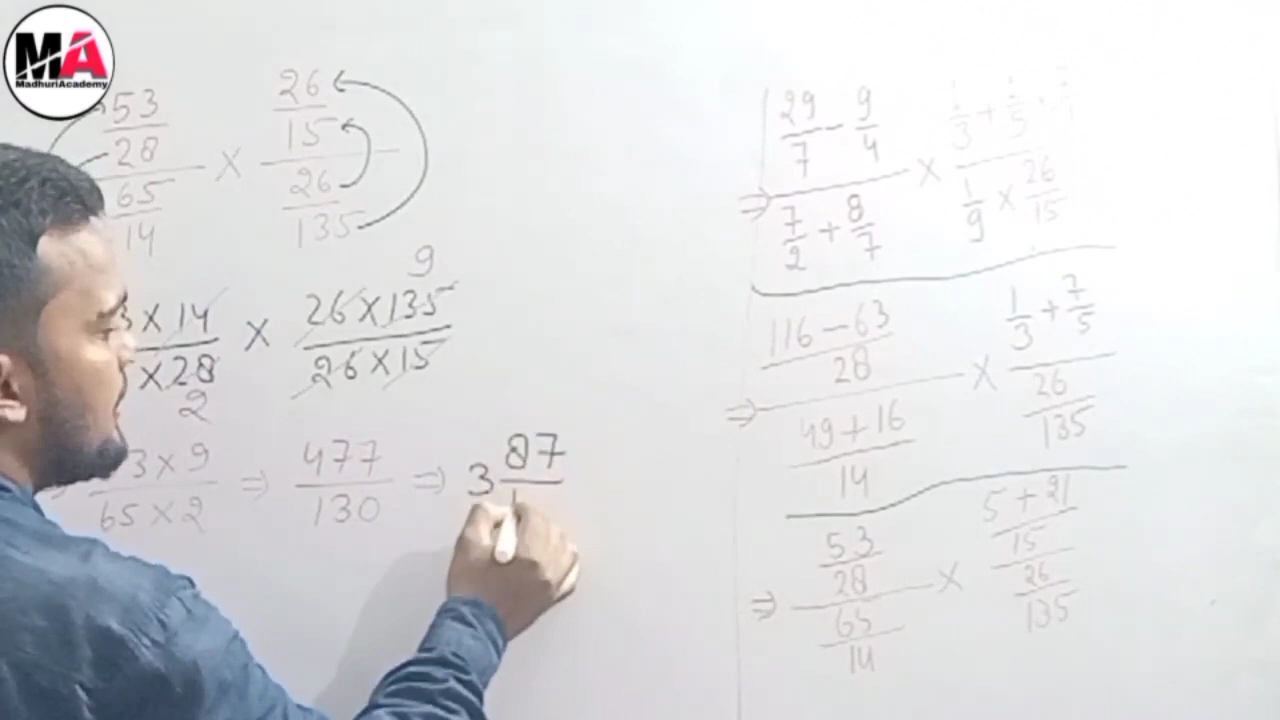 MA
MadhuriAcademy
53/28 / 65/14 × 26/15 / 26/135
9
3 × 14 / × 28 × 26 × 135 / 26 × 15
2
3 × 9 / 65 × 2 ⇒ 477/130 ⇒ 3 87/
⇒ 29/7 - 9/4 / 7/2 + 8/7 × 1/3 + / 1/9 × 26/15
⇒ 116 - 63/28 / 49 + 16/14 × 1/3 + 7/5 / 26/135
⇒ 53/28 / 65/14 × 5 + 21/15 / 26/135